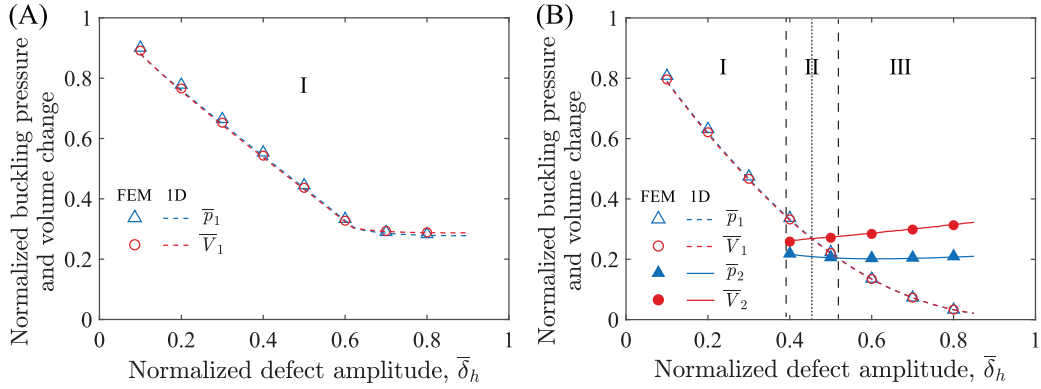 (A)
Normalized buckling pressure
and volume change
1
0.8
0.6
0.4
0.2
0
I
FEM 1D
p̅₁
V̅₁
0 0.2 0.4 0.6 0.8 1
Normalized defect amplitude, δ̅ₕ
(B)
Normalized buckling pressure
and volume change
1
0.8
0.6
0.4
0.2
0
I II III
FEM 1D
p̅₁
V̅₁
p̅₂
V̅₂
0 0.2 0.4 0.6 0.8 1
Normalized defect amplitude, δ̅ₕ